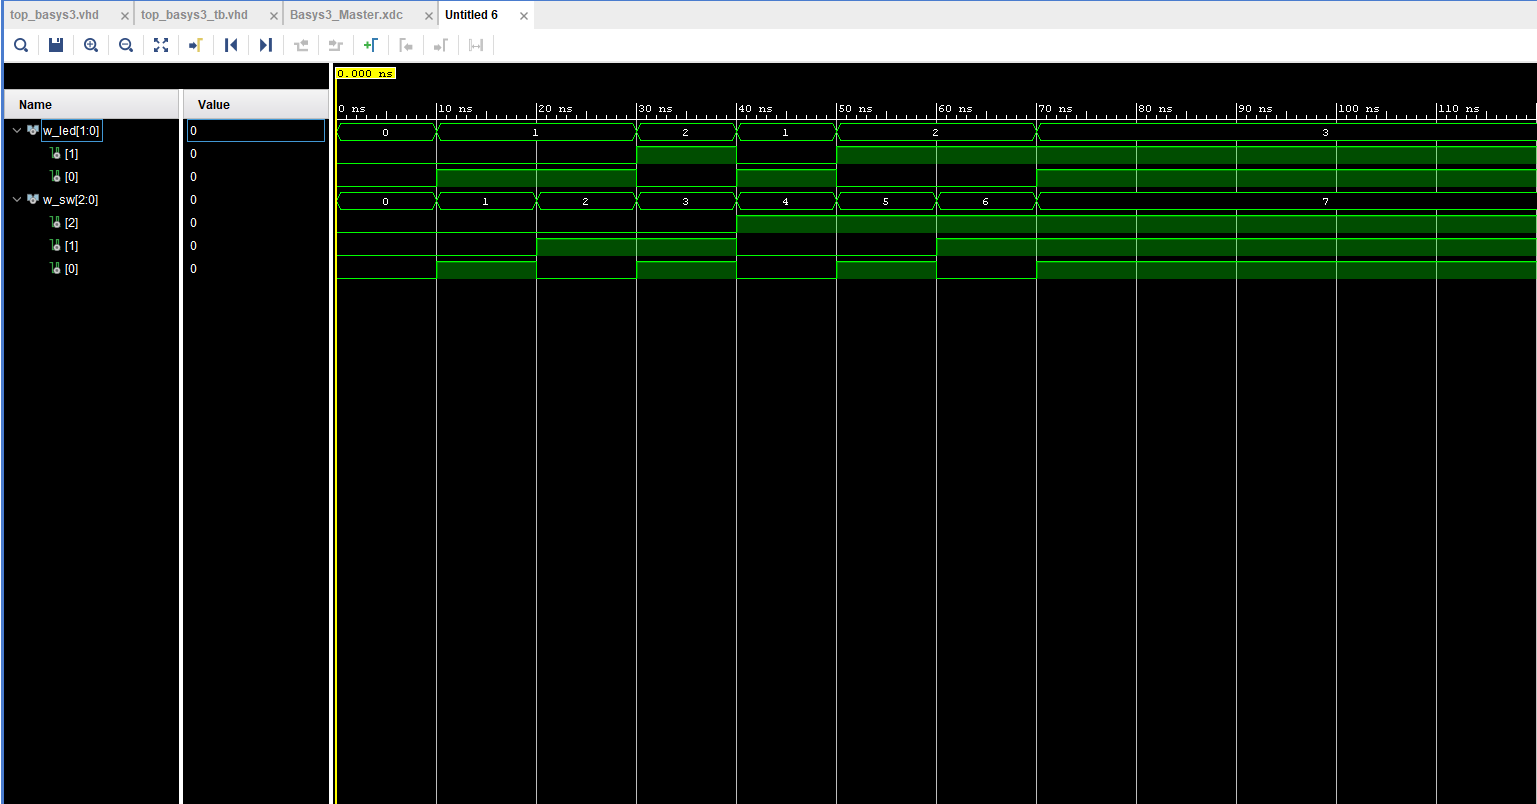 top_basys3.vhd top_basys3_tb.vhd Basys3_Master.xdc Untitled 6
0.000 ns
Name Value
0 ns 10 ns 20 ns 30 ns 40 ns 50 ns 60 ns 70 ns 80 ns 90 ns 100 ns 110 ns
w_led[1:0] 0 0 1 2 1 2 3
[1] 0
[0] 0
w_sw[2:0] 0 0 1 2 3 4 5 6 7
[2] 0
[1] 0
[0] 0